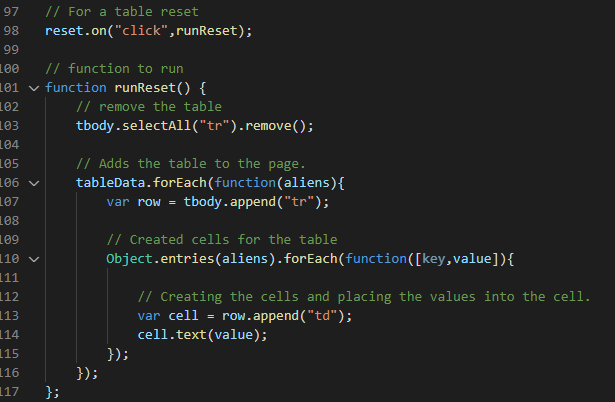 97 // For a table reset
98 reset.on("click",runReset);
99
100 // function to run
101 function runReset() {
102 // remove the table
103 tbody.selectAll("tr").remove();
104
105 // Adds the table to the page.
106 tableData.forEach(function(aliens){
107 var row = tbody.append("tr");
108
109 // Created cells for the table
110 Object.entries(aliens).forEach(function([key,value]){
111
112 // Creating the cells and placing the values into the cell.
113 var cell = row.append("td");
114 cell.text(value);
115 });
116 });
117 };